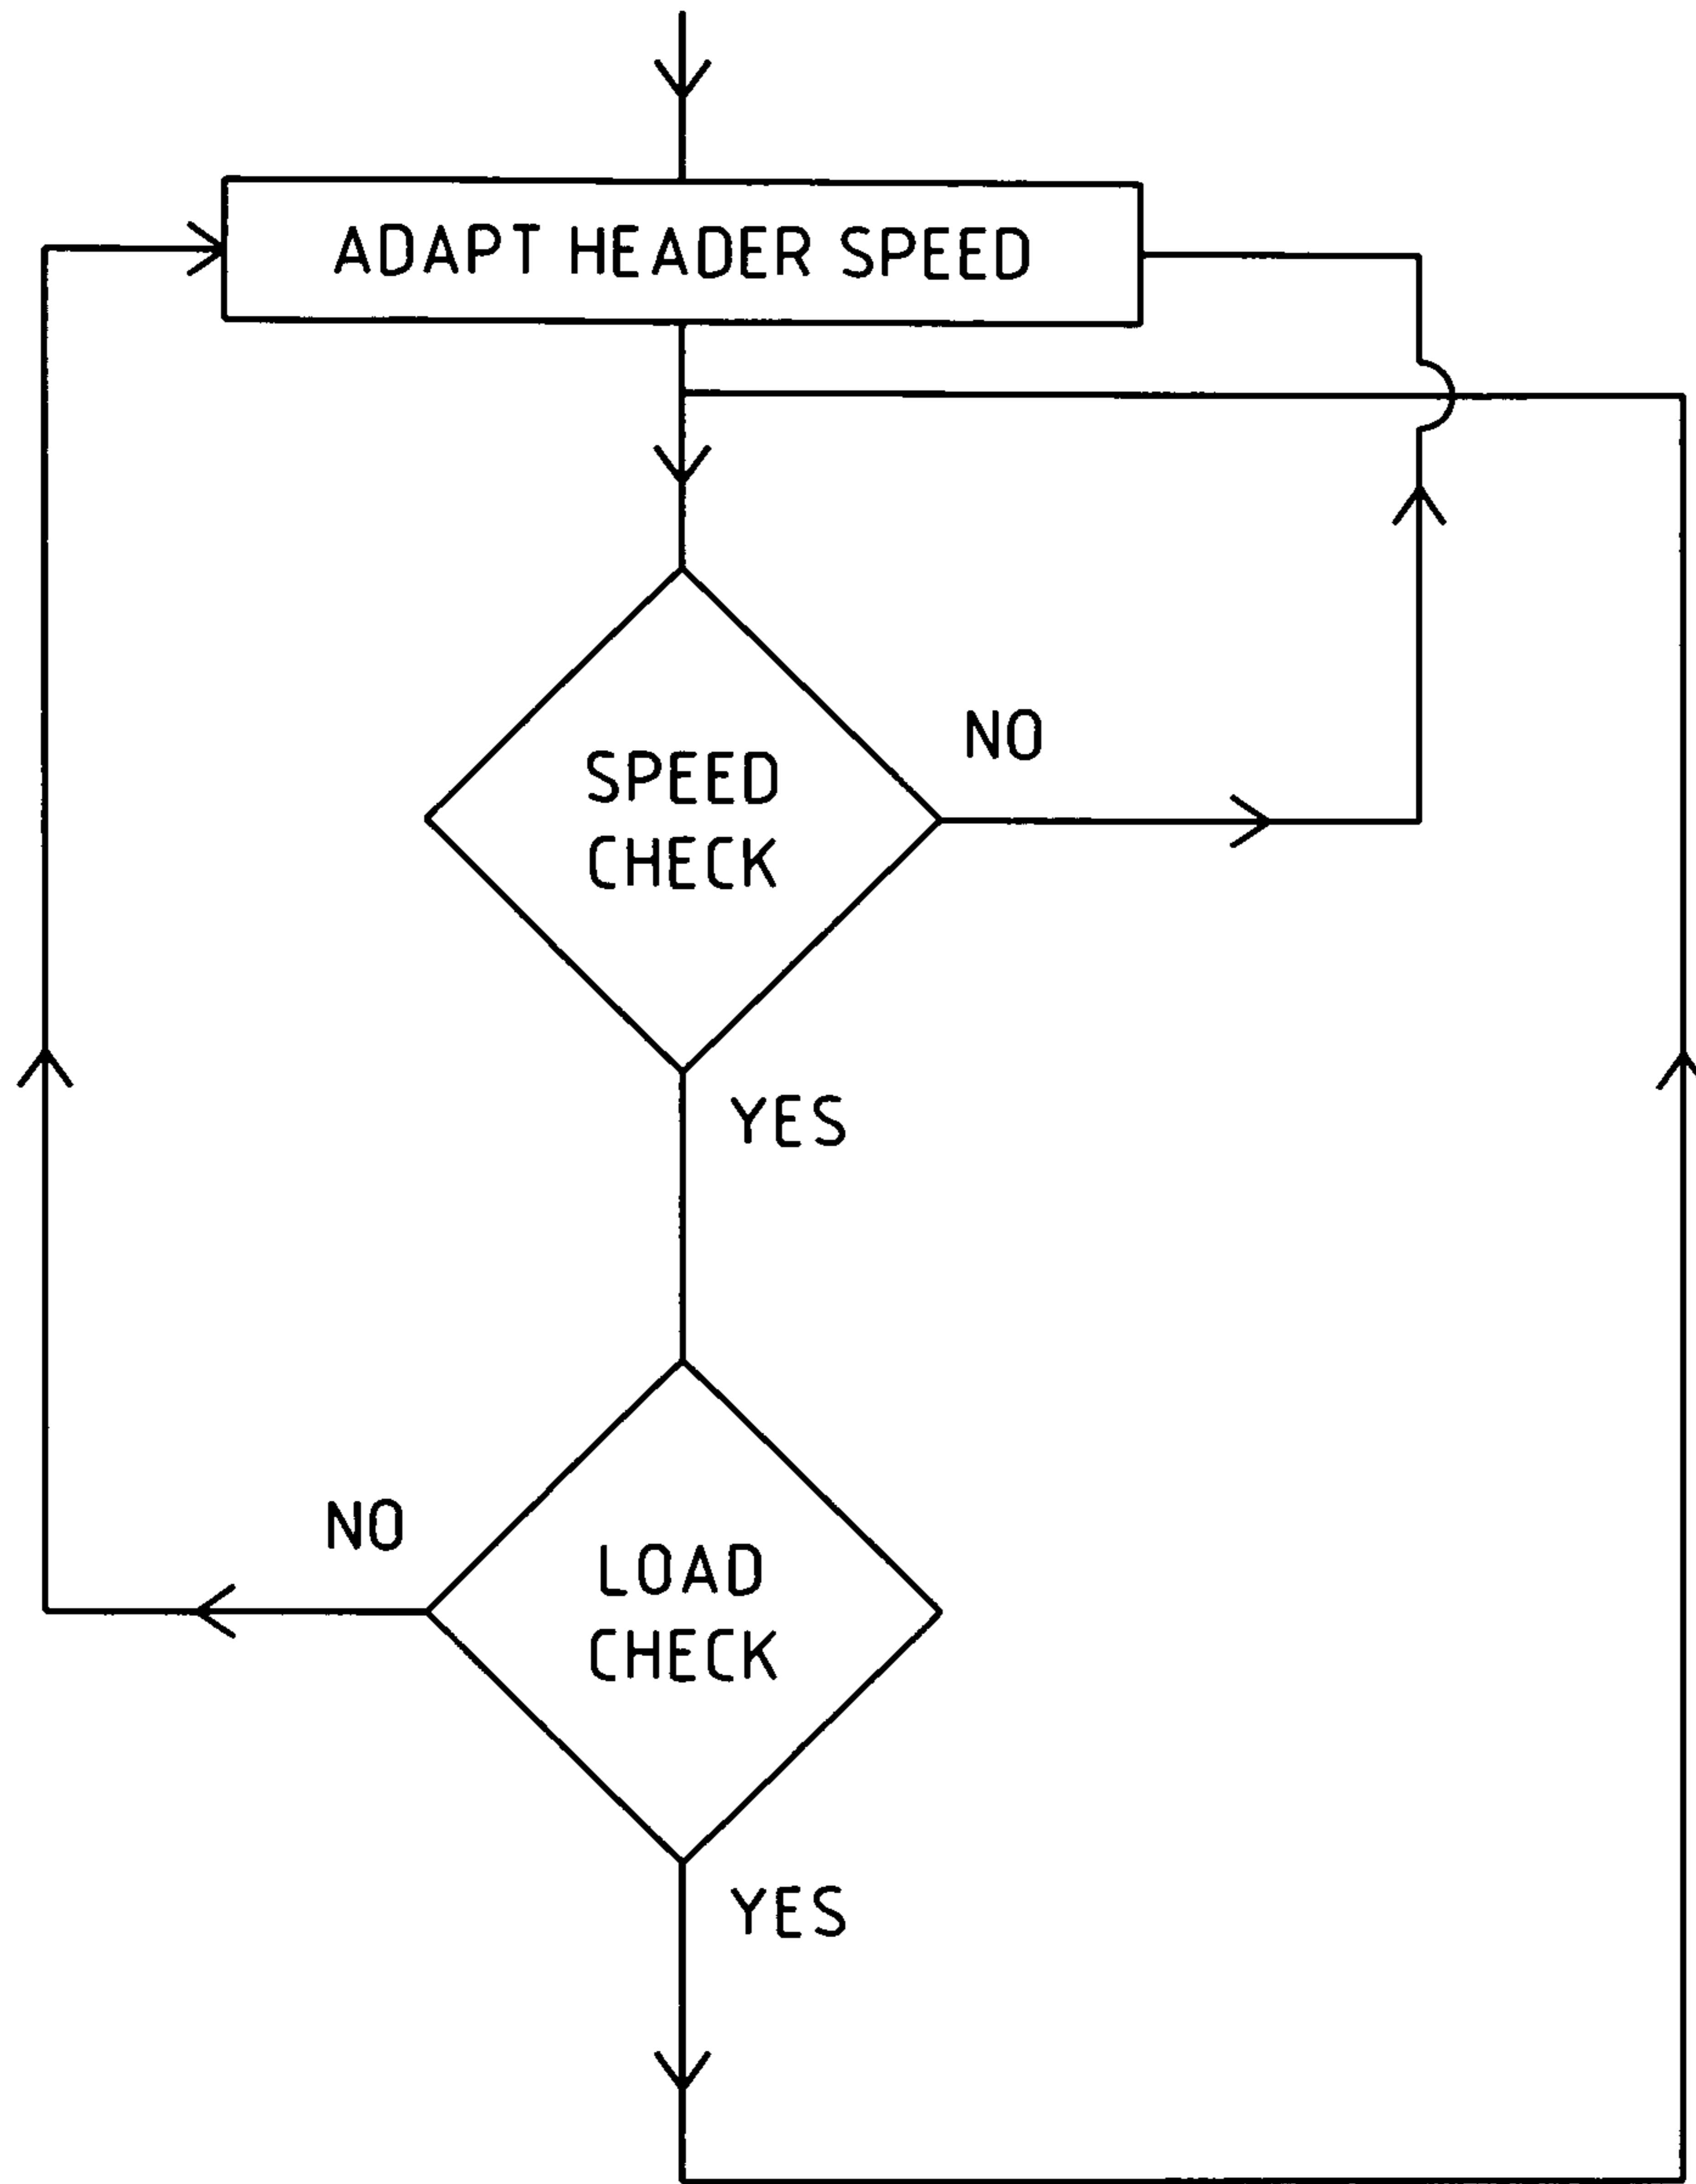 ADAPT HEADER SPEED
NO
SPEED
CHECK
YES
NO
LOAD
CHECK
YES